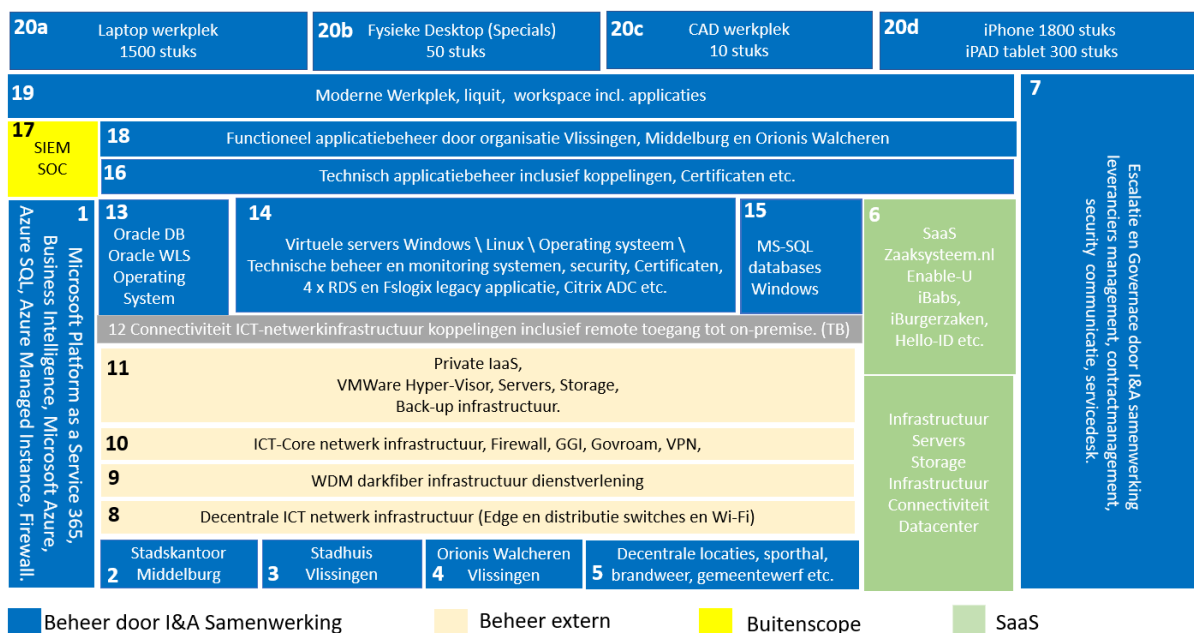 20a
Laptop werkplek
1500 stuks
20b
Fysieke Desktop (Specials)
50 stuks
20c
CAD werkplek
10 stuks
20d
iPhone 1800 stuks
iPAD tablet 300 stuks
19
Moderne Werkplek, liquit, workspace incl. applicaties
7
Escalatie en Governace door I&A samenwerking
leveranciers management, contractmanagement,
security communicatie, servicedesk.
17
SIEM
SOC
18
Functioneel applicatiebeheer door organisatie Vlissingen, Middelburg en Orionis Walcheren
16
Technisch applicatiebeheer inclusief koppelingen, Certificaten etc.
1
Microsoft Platform as a Service 365,
Business Intelligence, Microsoft Azure,
Azure SQL, Azure Managed Instance, Firewall.
13
Oracle DB
Oracle WLS
Operating
System
14
Virtuele servers Windows \ Linux \ Operating systeem \
Technische beheer en monitoring systemen, security, Certificaten,
4 x RDS en Fslogix legacy applicatie, Citrix ADC etc.
15
MS-SQL
databases
Windows
6
SaaS
Zaaksysteem.nl
Enable-U
iBabs,
iBurgerzaken,
Hello-ID etc.
12 Connectiviteit ICT-netwerkinfrastructuur koppelingen inclusief remote toegang tot on-premise. (TB)
11
Private IaaS,
VMWare Hyper-Visor, Servers, Storage,
Back-up infrastructuur.
10
ICT-Core netwerk infrastructuur, Firewall, GGI, Govroam, VPN,
9
WDM darkfiber infrastructuur dienstverlening
8
Decentrale ICT netwerk infrastructuur (Edge en distributie switches en Wi-Fi)
Infrastructuur
Servers
Storage
Infrastructuur
Connectiviteit
Datacenter
2
Stadskantoor
Middelburg
3
Stadhuis
Vlissingen
4
Orionis Walcheren
Vlissingen
5
Decentrale locaties, sporthal,
brandweer, gemeentewerf etc.
Beheer door I&A Samenwerking
Beheer extern
Buitenscope
SaaS